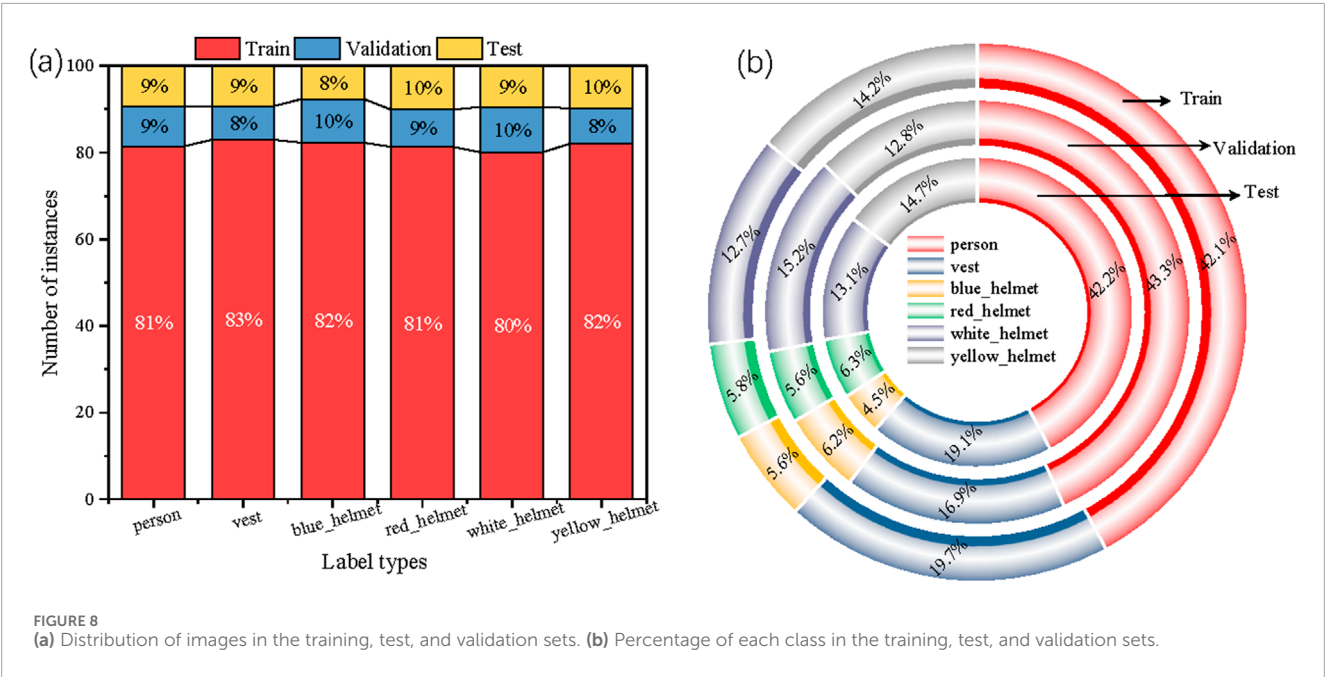 (a)
Train Validation Test
Number of instances
100
80
60
40
20
0
9% 9% 8% 10% 9% 10%
9% 8% 10% 9% 10% 8%
81% 83% 82% 81% 80% 82%
person vest blue_helmet red_helmet white_helmet yellow_helmet
Label types
(b)
Train
Validation
Test
14.2%
12.8%
14.7%
12.7%
15.2%
13.1%
42.2%
43.3%
42.1%
person
vest
blue_helmet
red_helmet
white_helmet
yellow_helmet
5.8%
5.6%
6.3%
5.6%
6.2%
4.5%
19.1%
16.9%
19.7%
FIGURE 8
(a) Distribution of images in the training, test, and validation sets. (b) Percentage of each class in the training, test, and validation sets.